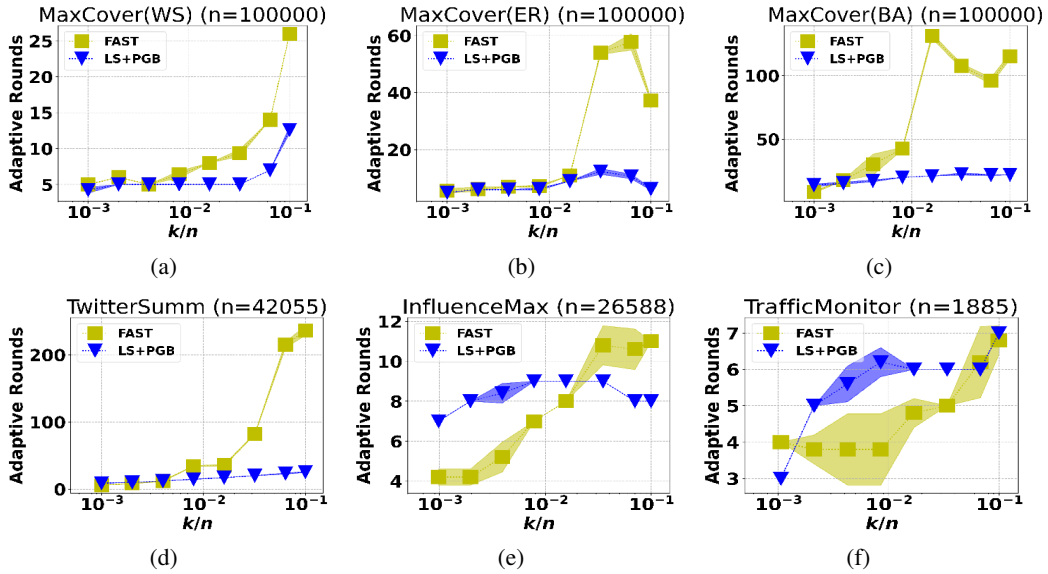 MaxCover(WS) (n=100000)
Adaptive Rounds
25
20
15
10
5
FAST
LS+PGB
10⁻³
10⁻²
10⁻¹
k/n
(a)
MaxCover(ER) (n=100000)
Adaptive Rounds
60
40
20
FAST
LS+PGB
10⁻³
10⁻²
10⁻¹
k/n
(b)
MaxCover(BA) (n=100000)
Adaptive Rounds
100
50
FAST
LS+PGB
10⁻³
10⁻²
10⁻¹
k/n
(c)
TwitterSumm (n=42055)
Adaptive Rounds
200
100
0
FAST
LS+PGB
10⁻³
10⁻²
10⁻¹
k/n
(d)
InfluenceMax (n=26588)
Adaptive Rounds
12
10
8
6
4
FAST
LS+PGB
10⁻³
10⁻²
10⁻¹
k/n
(e)
TrafficMonitor (n=1885)
Adaptive Rounds
7
6
5
4
3
FAST
LS+PGB
10⁻³
10⁻²
10⁻¹
k/n
(f)